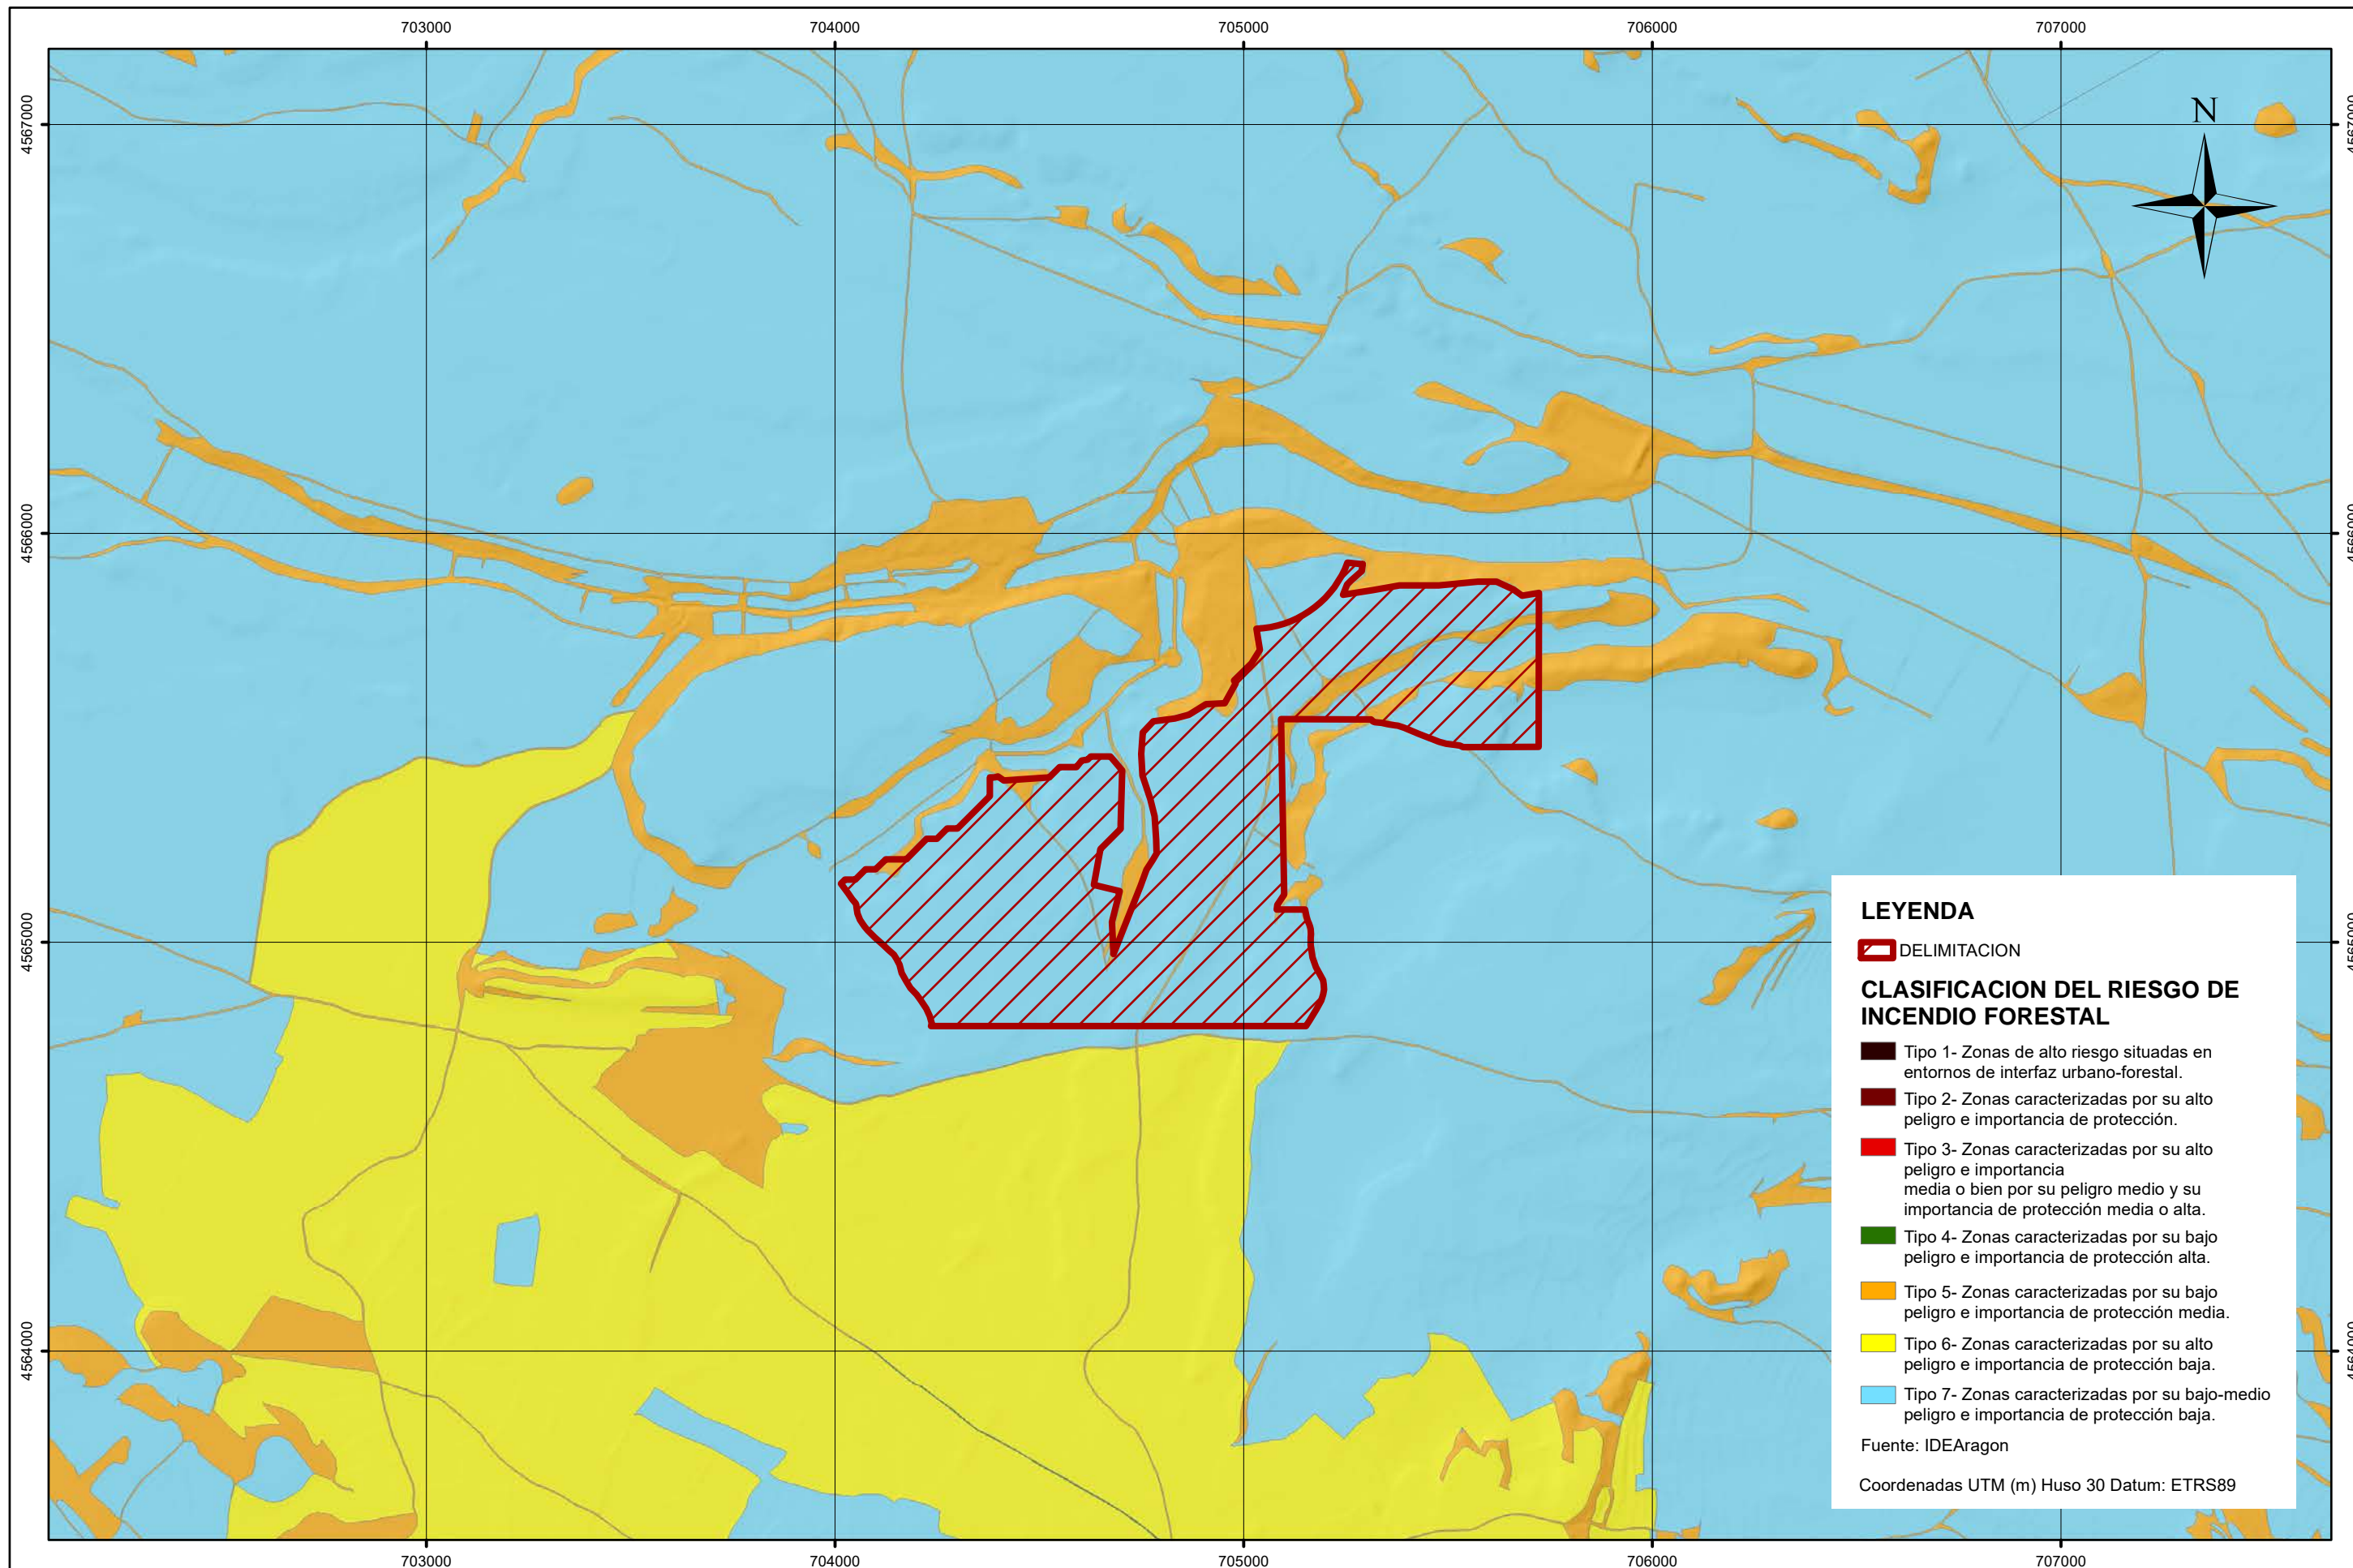 703000
704000
705000
706000
707000
4567000
4567000
N
4566000
4566000
4565000
4565000
4564000
4564000
LEYENDA
DELIMITACION
CLASIFICACION DEL RIESGO DE
INCENDIO FORESTAL
Tipo 1- Zonas de alto riesgo situadas en
entornos de interfaz urbano-forestal.
Tipo 2- Zonas caracterizadas por su alto
peligro e importancia de protección.
Tipo 3- Zonas caracterizadas por su alto
peligro e importancia
media o bien por su peligro medio y su
importancia de protección media o alta.
Tipo 4- Zonas caracterizadas por su bajo
peligro e importancia de protección alta.
Tipo 5- Zonas caracterizadas por su bajo
peligro e importancia de protección media.
Tipo 6- Zonas caracterizadas por su alto
peligro e importancia de protección baja.
Tipo 7- Zonas caracterizadas por su bajo-medio
peligro e importancia de protección baja.
Fuente: IDEAragon
Coordenadas UTM (m) Huso 30 Datum: ETRS89
703000
704000
705000
706000
707000